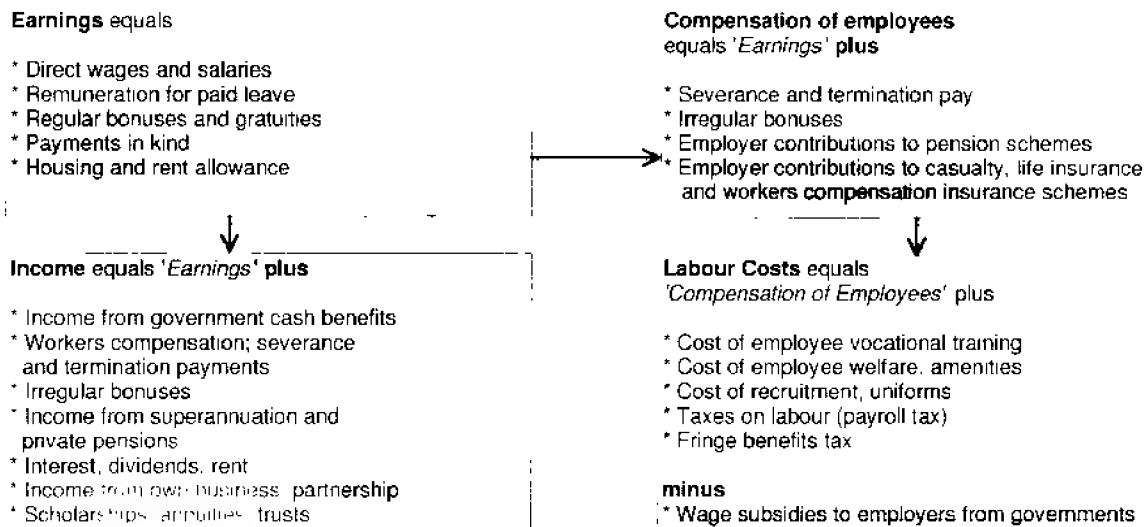 Earnings equals
* Direct wages and salaries
* Remuneration for paid leave
* Regular bonuses and gratuities
* Payments in kind
* Housing and rent allowance
Compensation of employees
equals 'Earnings' plus
* Severance and termination pay
* Irregular bonuses
* Employer contributions to pension schemes
* Employer contributions to casualty, life insurance
and workers compensation insurance schemes
Income equals 'Earnings' plus
* Income from government cash benefits
* Workers compensation; severance
and termination payments
* Irregular bonuses
* Income from superannuation and
private pensions
* Interest, dividends, rent
* Income from own business, partnership
* Scholarships, annuities, trusts
Labour Costs equals
'Compensation of Employees' plus
* Cost of employee vocational training
* Cost of employee welfare, amenities
* Cost of recruitment, uniforms
* Taxes on labour (payroll tax)
* Fringe benefits tax
minus
* Wage subsidies to employers from governments